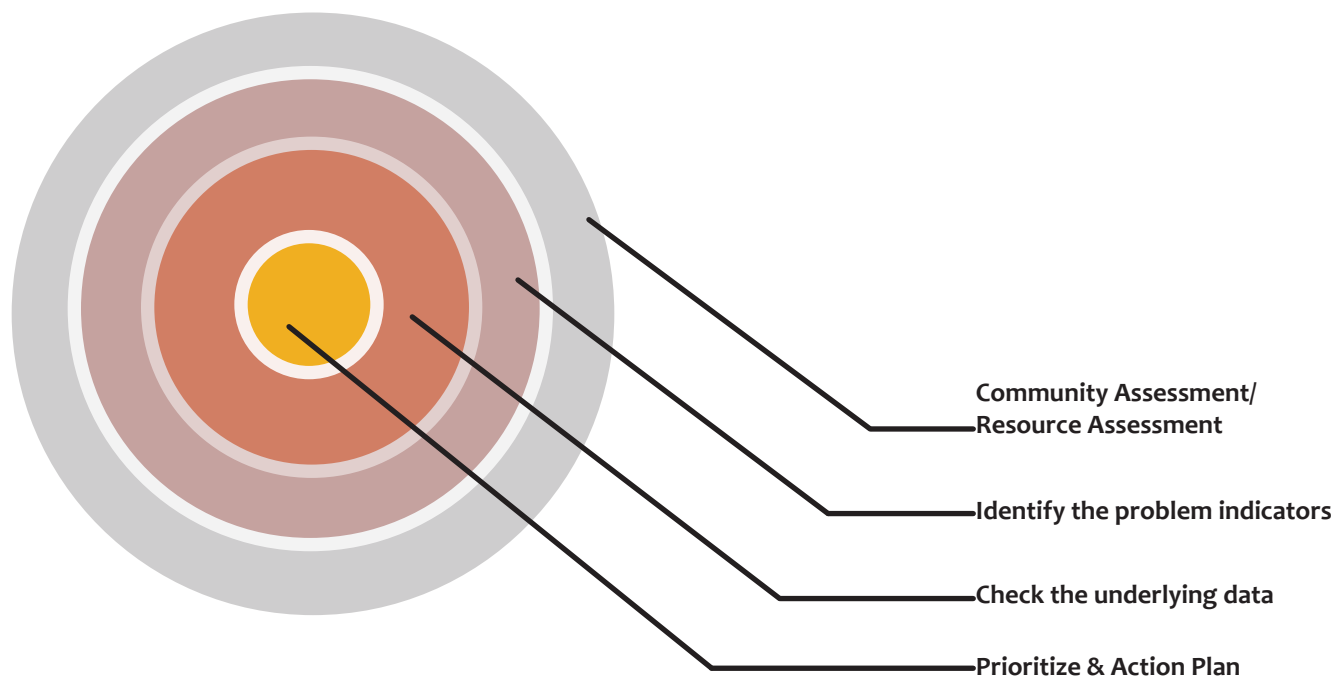 Community Assessment/
Resource Assessment
Identify the problem indicators
Check the underlying data
Prioritize & Action Plan